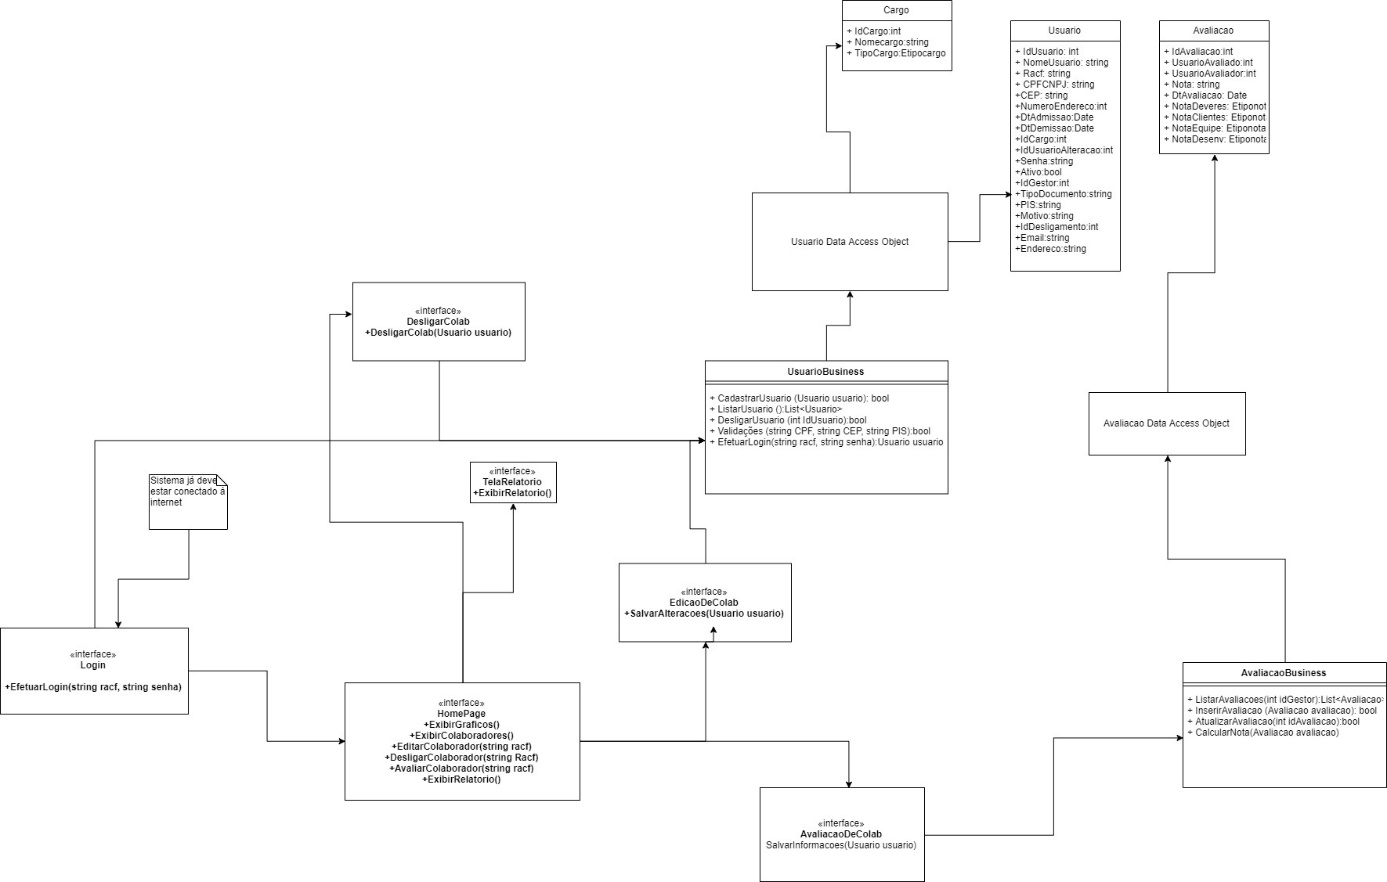 Cargo
+ IdCargo:int
+ Nomecargo:string
+ TipoCargo:Etipocargo
Usuario
+ IdUsuario: int
+ NomeUsuario: string
+ Racf: string
+ CPFCNPJ: string
+CEP: string
+NumeroEndereco:int
+DtAdmissao:Date
+DtDemissao:Date
+IdCargo:int
+IdUsuarioAlteracao:int
+Senha:string
+Ativo:bool
+IdGestor:int
+TipoDocumento:string
+PIS:string
+Motivo:string
+IdDesligamento:int
+Email:string
+Endereco:string
Avaliacao
+ IdAvaliacao:int
+ UsuarioAvaliado:int
+ UsuarioAvaliador:int
+ Nota: string
+ DtAvaliacao: Date
+ NotaDeveres: Etiponot
+ NotaClientes: Etiponot
+ NotaEquipe: Etiponota
+ NotaDesenv: Etiponota
Usuario Data Access Object
«interface»
DesligarColab
+DesligarColab(Usuario usuario)
UsuarioBusiness
+ CadastrarUsuario (Usuario usuario): bool
+ ListarUsuario ():List<Usuario>
+ DesligarUsuario (int IdUsuario):bool
+ Validações (string CPF, string CEP, string PIS):bool
+ EfetuarLogin(string racf, string senha):Usuario usuario
Avaliacao Data Access Object
Sistema já deve
estar conectado à
internet
«interface»
TelaRelatorio
+ExibirRelatorio()
«interface»
EdicaoDeColab
+SalvarAlteracoes(Usuario usuario)
«interface»
Login
+EfetuarLogin(string racf, string senha)
«interface»
HomePage
+ExibirGraficos()
+ExibirColaboradores()
+EditarColaborador(string racf)
+DesligarColaborador(string Racf)
+AvaliarColaborador(string racf)
+ExibirRelatorio()
AvaliacaoBusiness
+ ListarAvaliacoes(int idGestor):List<Avaliacao>
+ InserirAvaliacao (Avaliacao avaliacao): bool
+ AtualizarAvaliacao(int idAvaliacao):bool
+ CalcularNota(Avaliacao avaliacao)
«interface»
AvaliacaoDeColab
SalvarInformacoes(Usuario usuario)